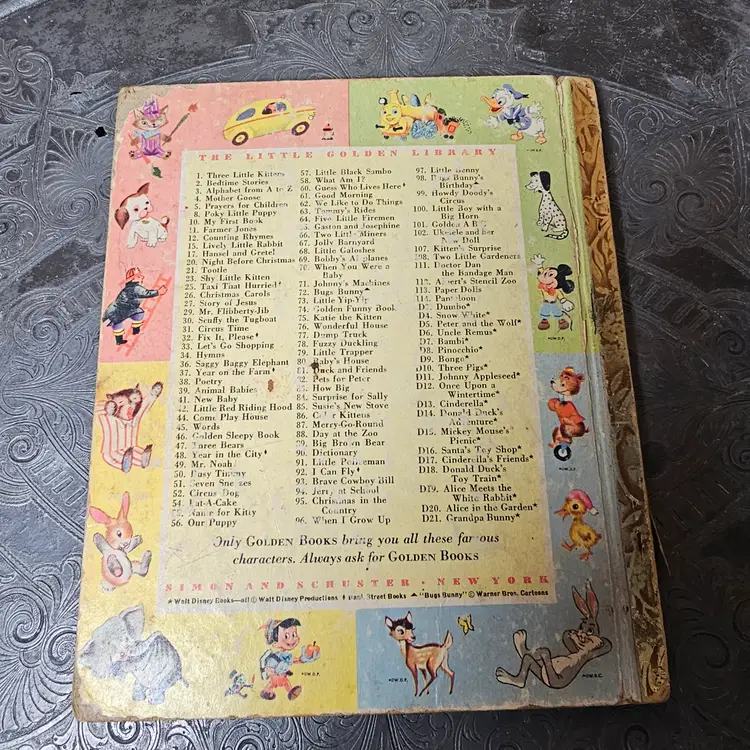 THE LITTLE GOLDEN LIBRARY
1. Three Little Kittens
2. Bedtime Stories
3. Alphabet from A to Z
4. Mother Goose
5. Prayers for Children
8. Poky Little Puppy
10. My First Book
11. Farmer Jones
12. Counting Rhymes
15. Lively Little Rabbit
17. Hansel and Gretel
20. Night Before Christmas
21. Tootle
23. Shy Little Kitten
25. Taxi That Hurried♦
26. Christmas Carols
27. Story of Jesus
29. Mr. Flibberty-Jib
30. Scuffy the Tugboat
31. Circus Time
32. Fix It, Please♦
33. Let's Go Shopping
34. Hymns
36. Saggy Baggy Elephant
37. Year on the Farm♦
38. Poetry
39. Animal Babies
41. New Baby
42. Little Red Riding Hood
44. Come Play House
45. Words
46. Golden Sleepy Book
47. Three Bears
48. Year in the City♦
49. Mr. Noah
50. Busy Timmy
51. Seven Sneezes
52. Circus Dog
54. Pat-A-Cake
55. Name for Kitty
56. Our Puppy
57. Little Black Sambo
58. What Am I?
60. Guess Who Lives Here♦
61. Good Morning
62. We Like to Do Things
63. Tommy's Rides
64. Five Little Firemen
65. Gaston and Josephine
66. Two Little Miners
67. Jolly Barnyard
68. Little Galoshes
69. Bobby's Airplanes
70. When You Were a
Baby
71. Johnny's Machines
72. Bugs Bunny▲
73. Little Yip-Yip
74. Golden Funny Book
75. Katie the Kitten
76. Wonderful House
77. Dump Truck
78. Fuzzy Duckling
79. Little Trapper
80. Baby's House
81. Duck and Friends
82. Pets for Peter
83. How Big
84. Surprise for Sally
85. Susie's New Stove
86. Color Kittens
87. Merry-Go-Round
88. Day at the Zoo
89. Big Brown Bear
90. Dictionary
91. Little Policeman
92. I Can Fly♦
93. Brave Cowboy Bill
94. Jerry at School
95. Christmas in the
Country
96. When I Grow Up
97. Little Benny
98. Bugs Bunny's
Birthday▲
99. Howdy Doody's
Circus
100. Little Boy with a
Big Horn
101. Golden A B C
102. Ukelele and her
New Doll
107. Kitten's Surprise
108. Two Little Gardeners
111. Doctor Dan
the Bandage Man
112. Albert's Stencil Zoo
113. Paper Dolls
114. Pantaloon
D3. Dumbo★
D4. Snow White★
D5. Peter and the Wolf★
D6. Uncle Remus★
D7. Bambi★
D8. Pinocchio★
D9. Bongo★
D10. Three Pigs★
D11. Johnny Appleseed★
D12. Once Upon a
Wintertime★
D13. Cinderella★
D14. Donald Duck's
Adventure★
D15. Mickey Mouse's
Picnic★
D16. Santa's Toy Shop★
D17. Cinderella's Friends★
D18. Donald Duck's
Toy Train★
D19. Alice Meets the
White Rabbit★
D20. Alice in the Garden★
D21. Grandpa Bunny★
Only GOLDEN BOOKS bring you all these famous
characters. Always ask for GOLDEN BOOKS
SIMON AND SCHUSTER · NEW YORK
★ Walt Disney Books—all © Walt Disney Productions ♦ Bank Street Books ▲ "Bugs Bunny" © Warner Bros. Cartoons
©W.D.P.
©W.D.P.
©W.D.P.
©W.D.P.
©W.D.P.
©W.B.C.